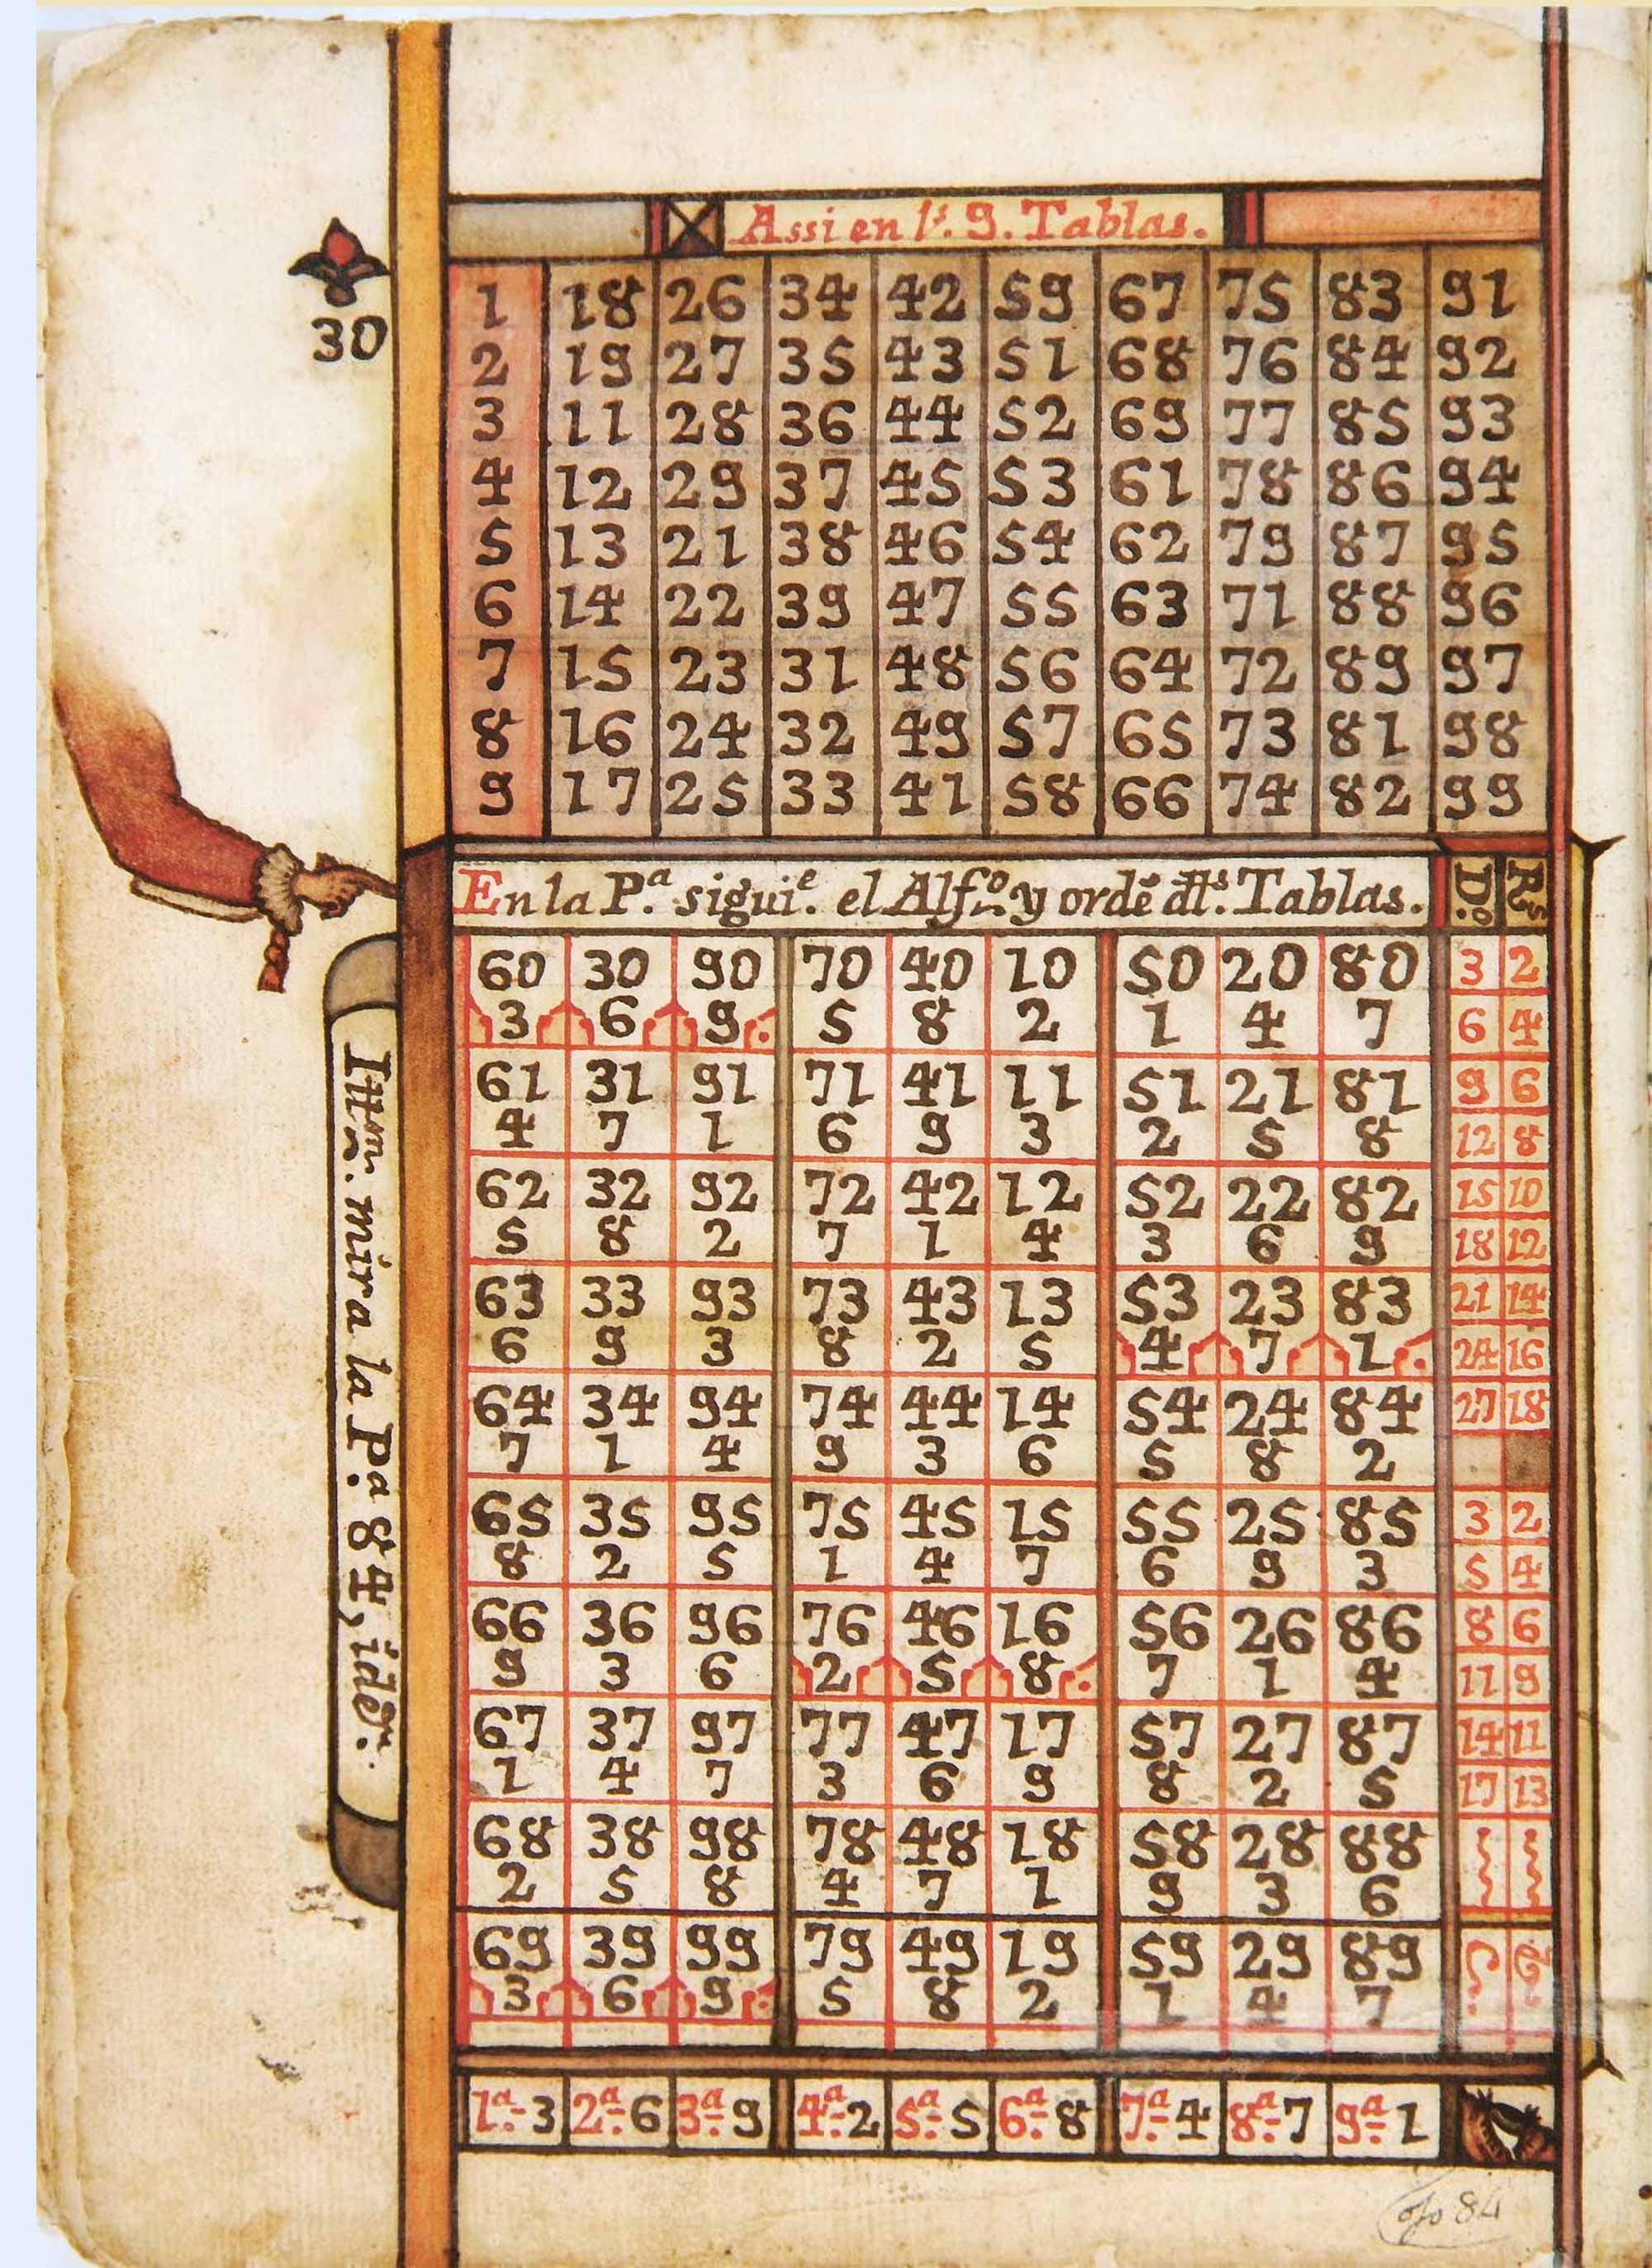 Assi en l.s 9. Tablas.
30
1 18 26 34 42 59 67 75 83 91
2 19 27 35 43 51 68 76 84 92
3 11 28 36 44 52 69 77 85 93
4 12 29 37 45 53 61 78 86 94
5 13 21 38 46 54 62 79 87 95
6 14 22 39 47 55 63 71 88 96
7 15 23 31 48 56 64 72 89 97
8 16 24 32 49 57 65 73 81 98
9 17 25 33 41 58 66 74 82 99
En la P.a sigui.e el Alf.o y ordē dl.s Tablas. D.o R.s
60 30 90 70 40 10 50 20 80 3 2
3 6 9. 5 8 2 1 4 7 6 4
61 31 91 71 41 11 51 21 81 9 6
4 7 1 6 9 3 2 5 8 12 8
62 32 92 72 42 12 52 22 82 15 10
5 8 2 7 1 4 3 6 9 18 12
63 33 93 73 43 13 53 23 83 21 14
6 9 3 8 2 5 4 7 1. 24 16
64 34 94 74 44 14 54 24 84 27 18
7 1 4 9 3 6 5 8 2
65 35 95 75 45 15 55 25 85 3 2
8 2 5 1 4 7 6 9 3 5 4
66 36 96 76 46 16 56 26 86 8 6
9 3 6 2 5 8. 7 1 4 11 9
67 37 97 77 47 17 57 27 87 14 11
1 4 7 3 6 9 8 2 5 17 13
68 38 98 78 48 18 58 28 88
2 5 8 4 7 1 9 3 6
69 39 99 79 49 19 59 29 89
3 6 9. 5 8 2 1 4 7
1.a 3 2.a 6 3.a 9 4.a 2 5.a 5 6.a 8 7.a 4 8.a 7 9.a 1
mira la P.a 84, idem.
fo 84